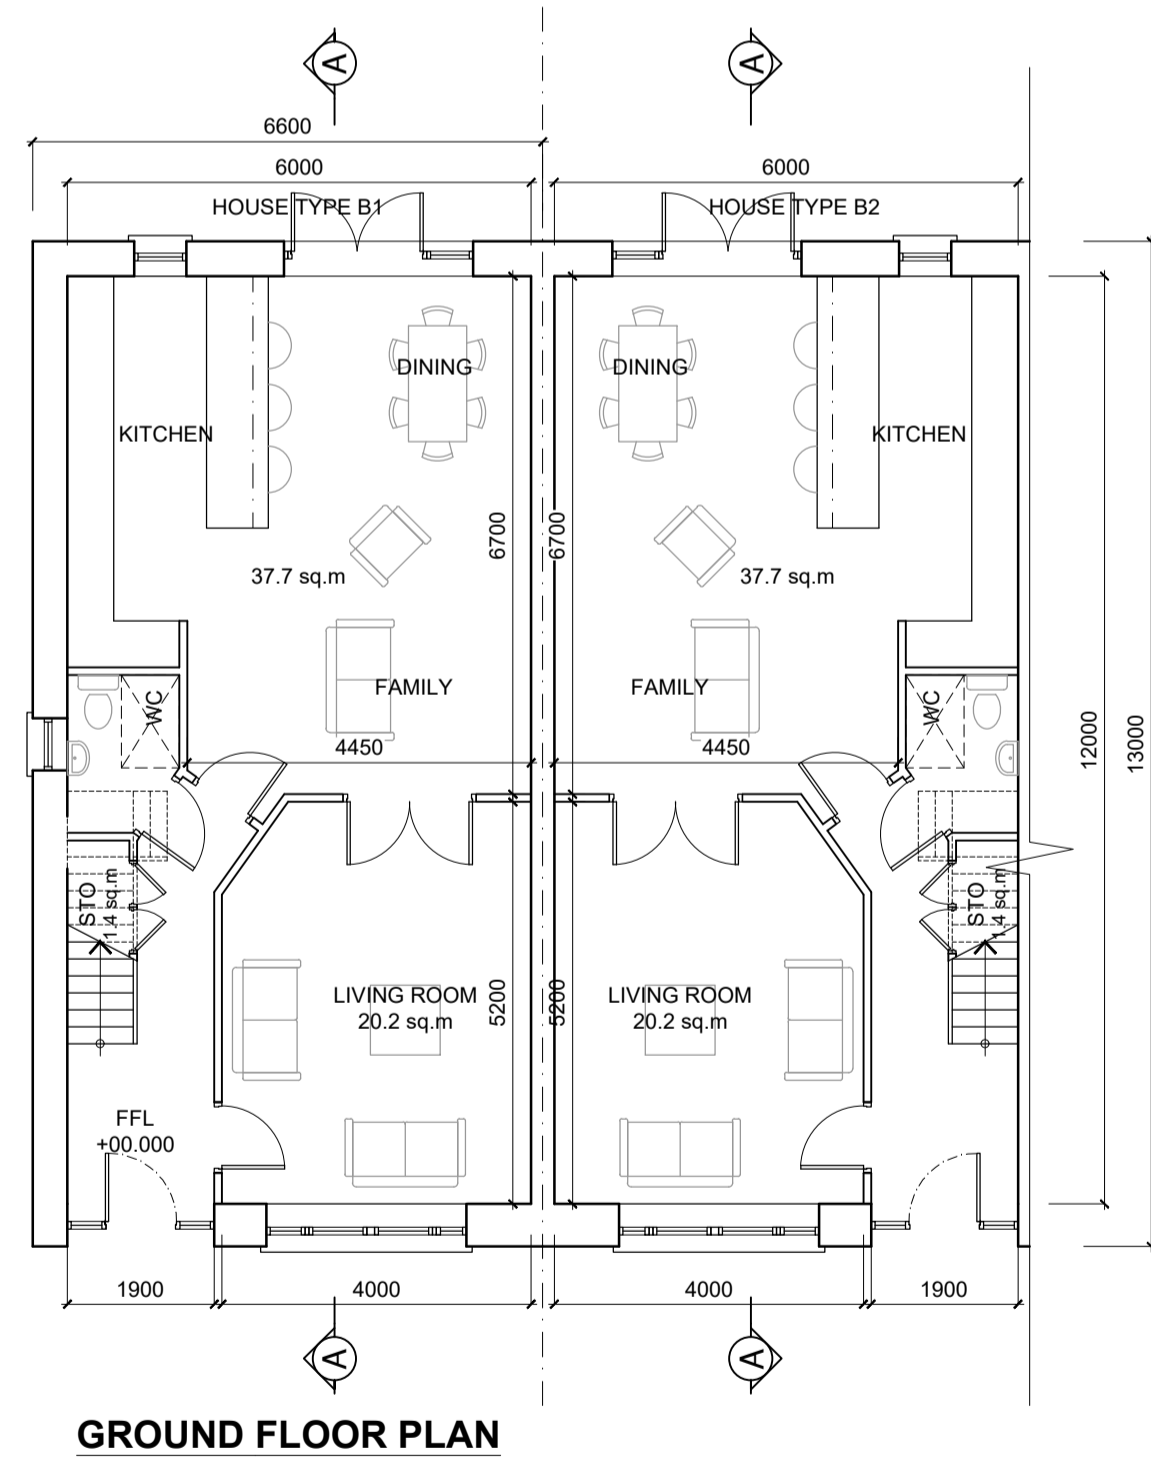 A
A
6600
6000
6000
HOUSE TYPE B1
HOUSE TYPE B2
DINING
DINING
KITCHEN
KITCHEN
6700
6700
37.7 sq.m
37.7 sq.m
FAMILY
FAMILY
WC
WC
4450
4450
12000
13000
STO
1.4 sq.m
STO
1.4 sq.m
LIVING ROOM
20.2 sq.m
5200
5200
LIVING ROOM
20.2 sq.m
FFL
+00.000
1900
4000
4000
1900
A
A
GROUND FLOOR PLAN